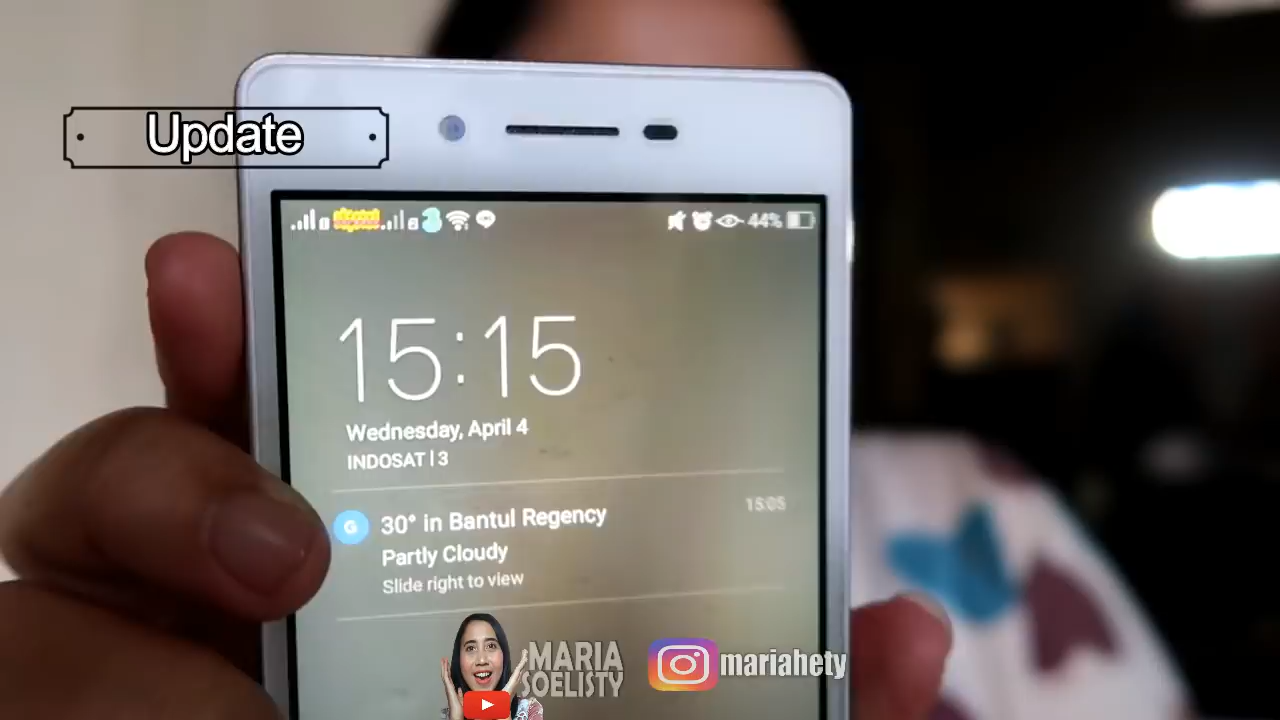 Update
44%
15:15
Wednesday, April 4
INDOSAT | 3
15:05
G
30° in Bantul Regency
Partly Cloudy
Slide right to view
MARIA
SOELISTY
mariahety